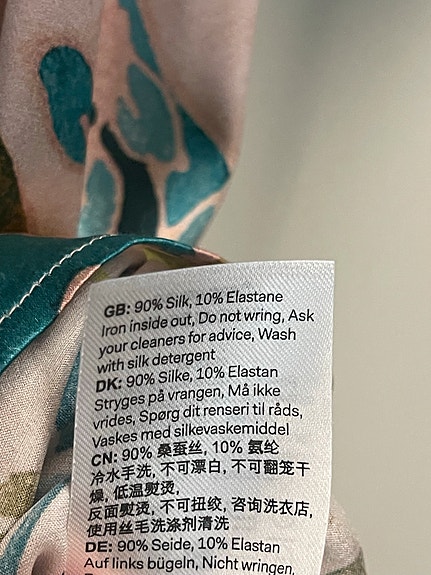 GB: 90% Silk, 10% Elastane
Iron inside out, Do not wring, Ask
your cleaners for advice, Wash
with silk detergent
DK: 90% Silke, 10% Elastan
Stryges på vrangen, Må ikke
vrides, Spørg dit renseri til råds,
Vaskes med silkevaskemiddel
CN: 90% 桑蚕丝, 10% 氨纶
冷水手洗, 不可漂白, 不可翻笼干
燥, 低温熨烫,
反面熨烫, 不可扭绞, 咨询洗衣店,
使用丝毛洗涤剂清洗
DE: 90% Seide, 10% Elastan
Auf links bügeln, Nicht wringen,